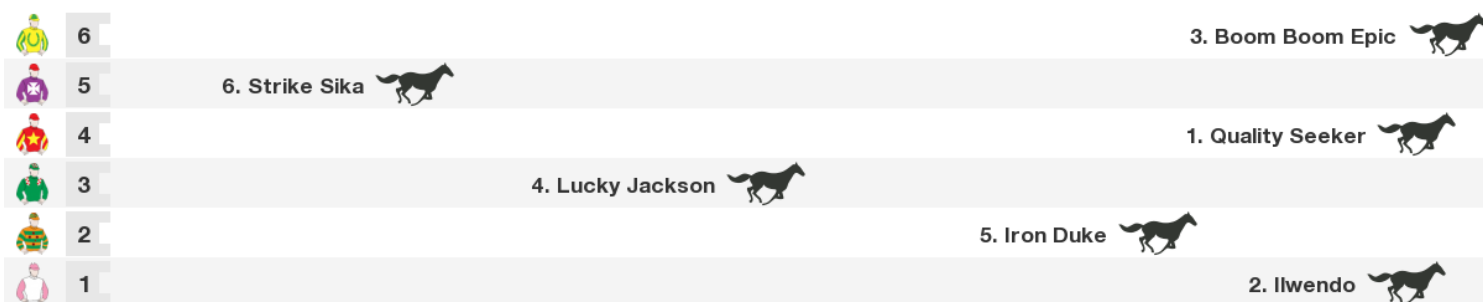 6 3. Boom Boom Epic
5 6. Strike Sika
4 1. Quality Seeker
3 4. Lucky Jackson
2 5. Iron Duke
1 2. Ilwendo